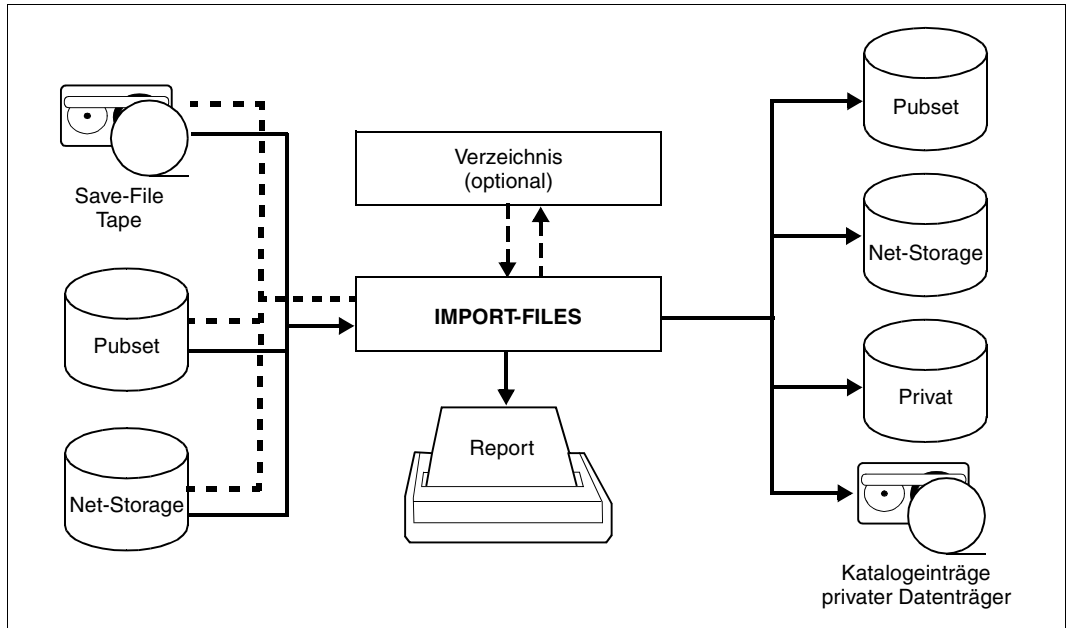 Save-File
Tape
Pubset
Net-Storage
Verzeichnis
(optional)
IMPORT-FILES
Report
Pubset
Net-Storage
Privat
Katalogeinträge
privater Datenträger